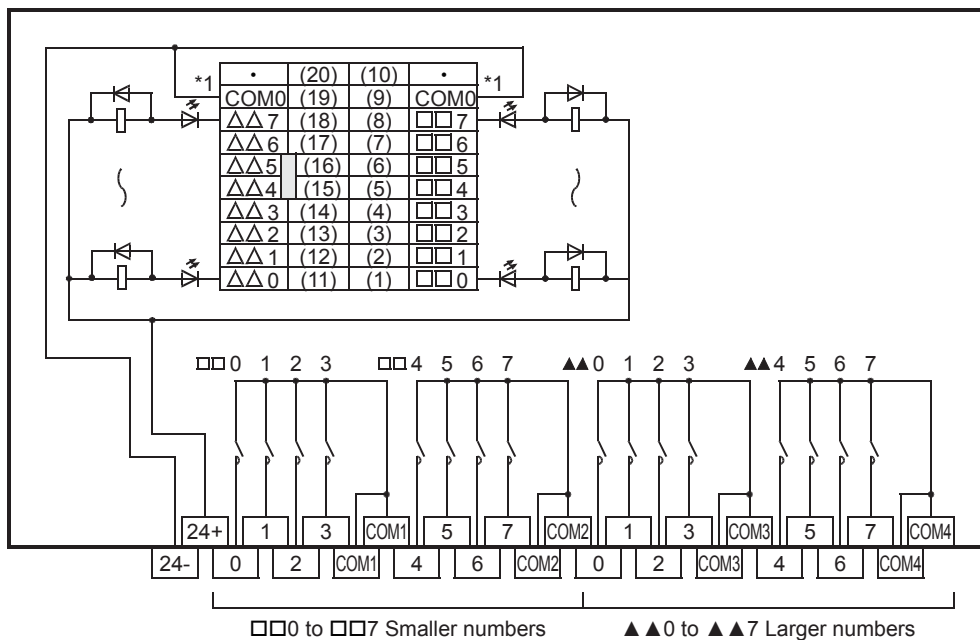 *1 • (20) (10) • *1
COM0 (19) (9) COM0
△△7 (18) (8) □□7
△△6 (17) (7) □□6
△△5 (16) (6) □□5
△△4 (15) (5) □□4
△△3 (14) (4) □□3
△△2 (13) (3) □□2
△△1 (12) (2) □□1
△△0 (11) (1) □□0
□□0 1 2 3 □□4 5 6 7 ▲▲0 1 2 3 ▲▲4 5 6 7
24+ 1 3 COM1 5 7 COM2 1 3 COM3 5 7 COM4
24- 0 2 COM1 4 6 COM2 0 2 COM3 4 6 COM4
□□0 to □□7 Smaller numbers ▲▲0 to ▲▲7 Larger numbers